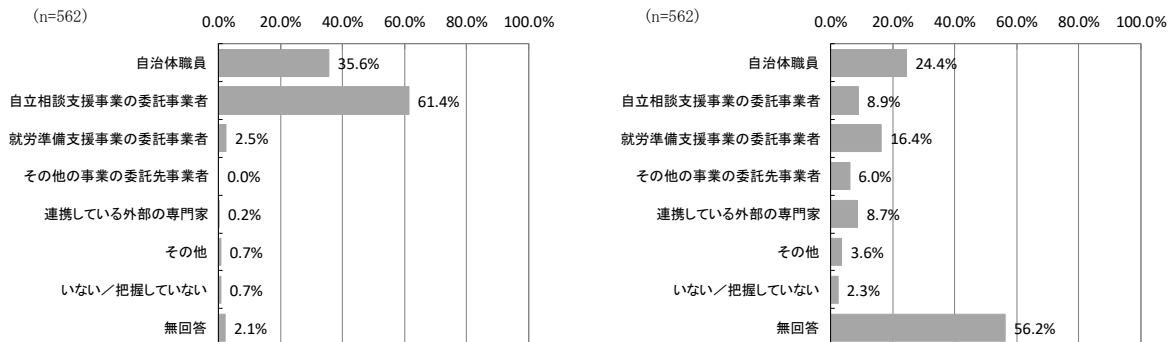 (n=562)
0.0% 20.0% 40.0% 60.0% 80.0% 100.0%
自治体職員 35.6%
自立相談支援事業の委託事業者 61.4%
就労準備支援事業の委託事業者 2.5%
その他の事業の委託先事業者 0.0%
連携している外部の専門家 0.2%
その他 0.7%
いない／把握していない 0.7%
無回答 2.1%
(n=562)
0.0% 20.0% 40.0% 60.0% 80.0% 100.0%
自治体職員 24.4%
自立相談支援事業の委託事業者 8.9%
就労準備支援事業の委託事業者 16.4%
その他の事業の委託先事業者 6.0%
連携している外部の専門家 8.7%
その他 3.6%
いない／把握していない 2.3%
無回答 56.2%